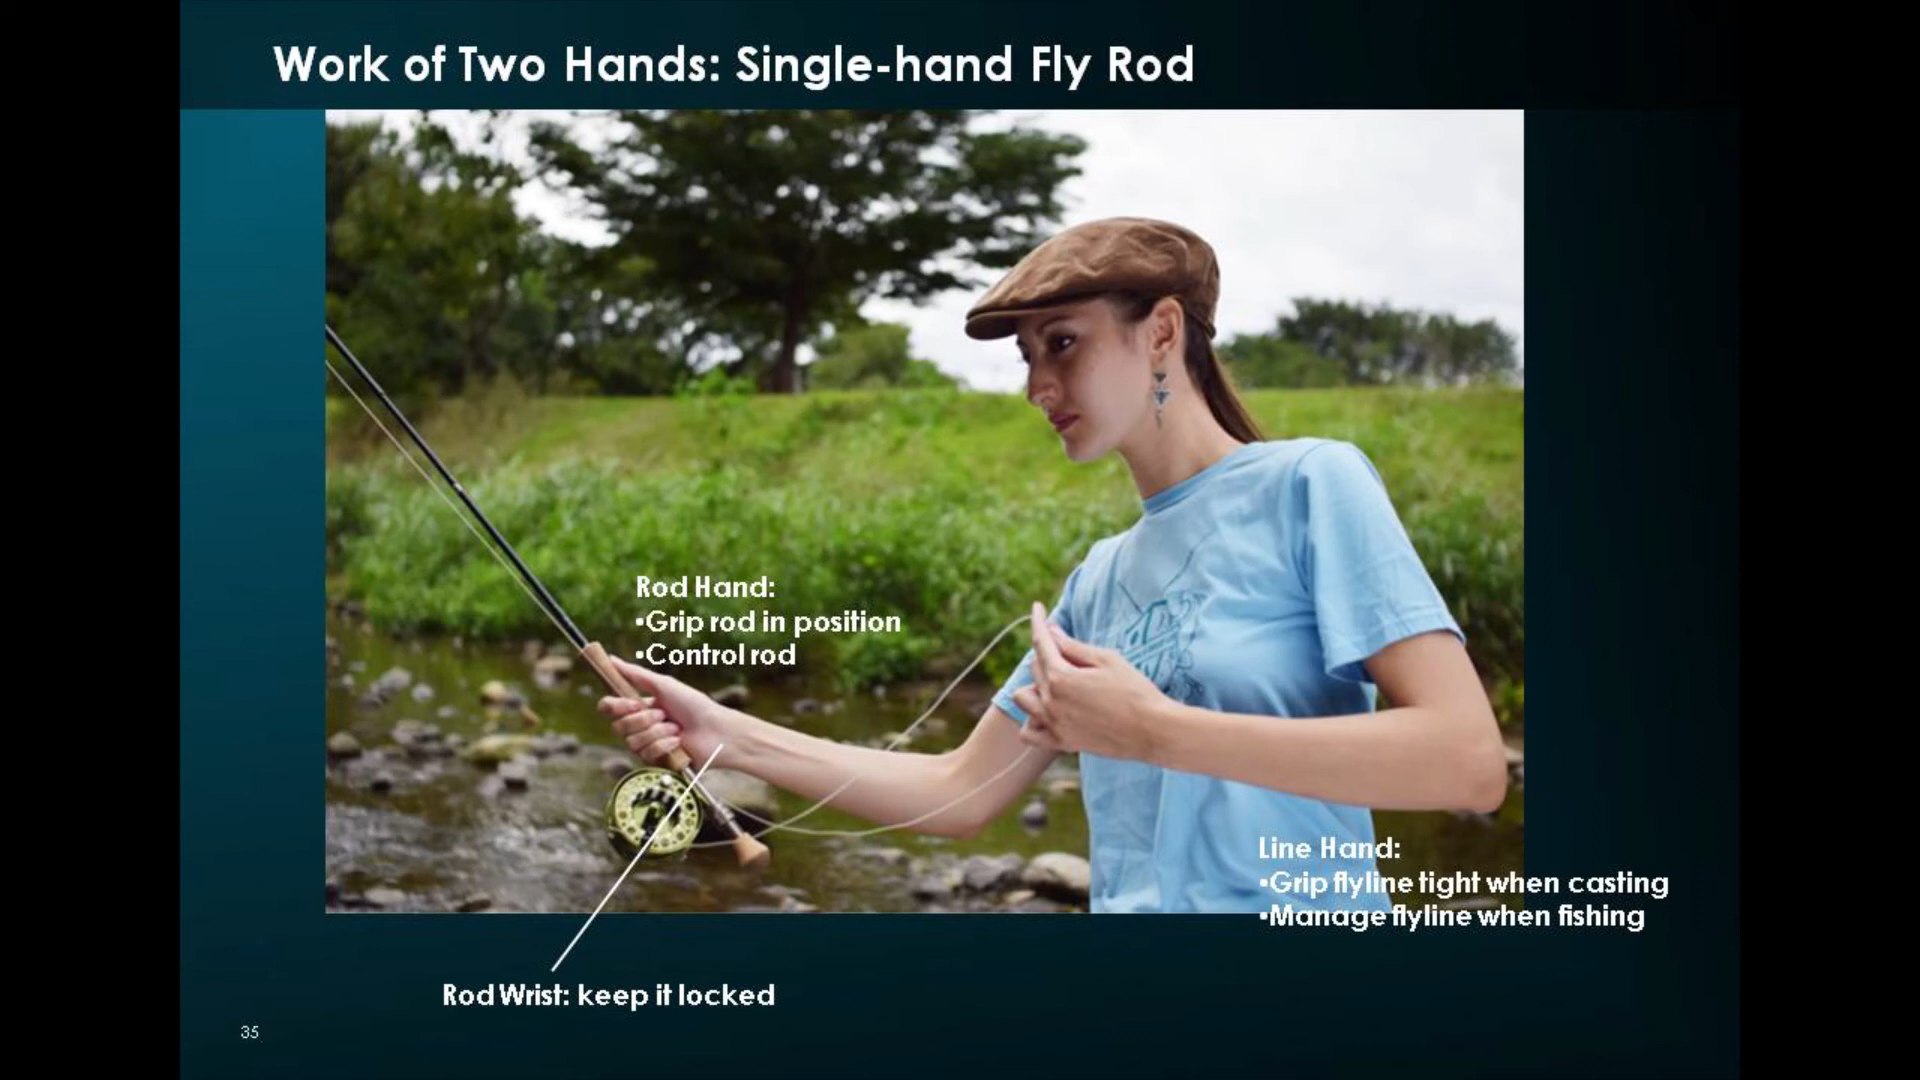 Work of Two Hands: Single-hand Fly Rod
Rod Hand:
•Grip rod in position
•Control rod
Line Hand:
•Grip flyline tight when casting
•Manage flyline when fishing
Rod Wrist: keep it locked
35